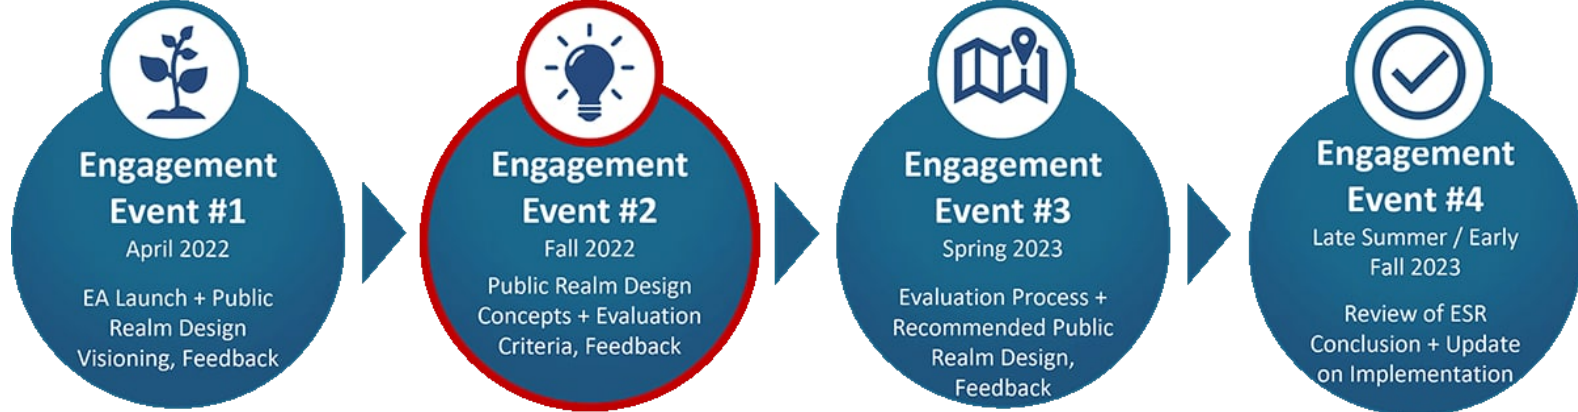 Engagement
Event #1
April 2022
EA Launch + Public
Realm Design
Visioning, Feedback
Engagement
Event #2
Fall 2022
Public Realm Design
Concepts + Evaluation
Criteria, Feedback
Engagement
Event #3
Spring 2023
Evaluation Process +
Recommended Public
Realm Design,
Feedback
Engagement
Event #4
Late Summer / Early
Fall 2023
Review of ESR
Conclusion + Update
on Implementation